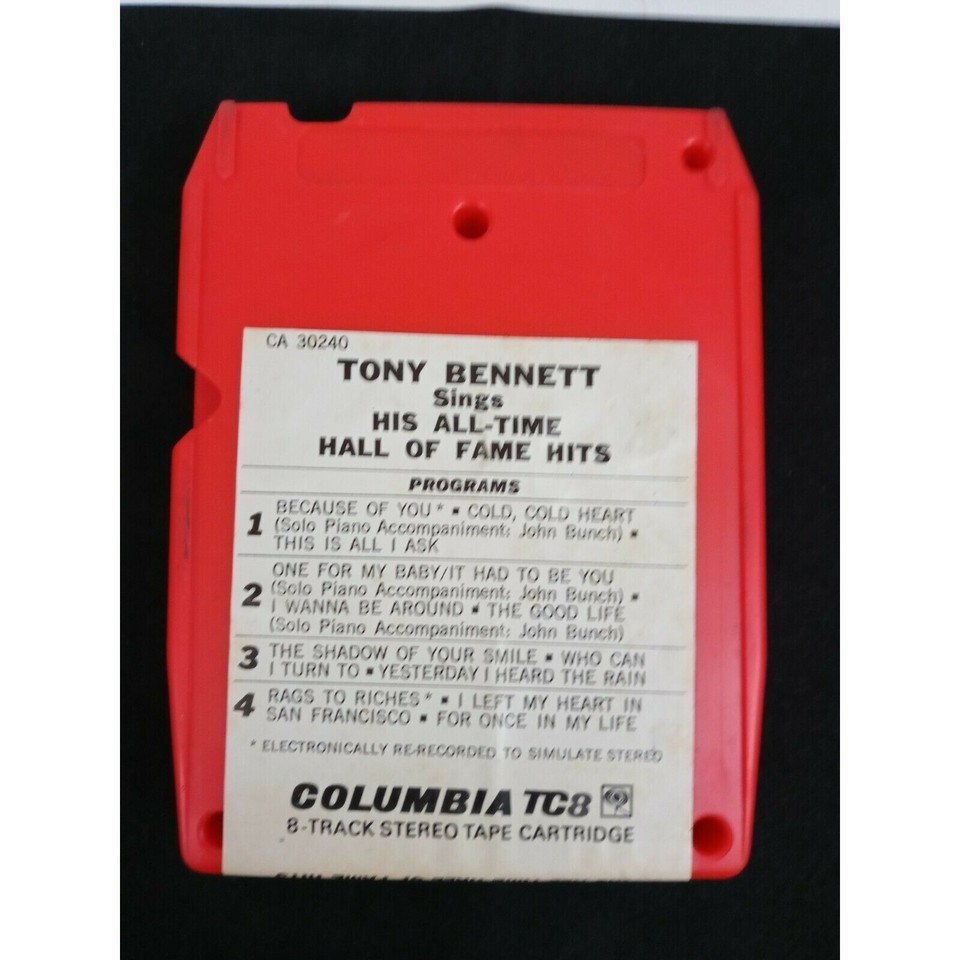 CA 30240
TONY BENNETT
Sings
HIS ALL-TIME
HALL OF FAME HITS
PROGRAMS
1 BECAUSE OF YOU* ▪ COLD, COLD HEART
(Solo Piano Accompaniment: John Bunch) ▪
THIS IS ALL I ASK
2 ONE FOR MY BABY/IT HAD TO BE YOU
(Solo Piano Accompaniment: John Bunch) ▪
I WANNA BE AROUND ▪ THE GOOD LIFE
(Solo Piano Accompaniment: John Bunch)
3 THE SHADOW OF YOUR SMILE ▪ WHO CAN
I TURN TO ▪ YESTERDAY I HEARD THE RAIN
4 RAGS TO RICHES* ▪ I LEFT MY HEART IN
SAN FRANCISCO ▪ FOR ONCE IN MY LIFE
* ELECTRONICALLY RE-RECORDED TO SIMULATE STEREO
COLUMBIA TC8
8-TRACK STEREO TAPE CARTRIDGE